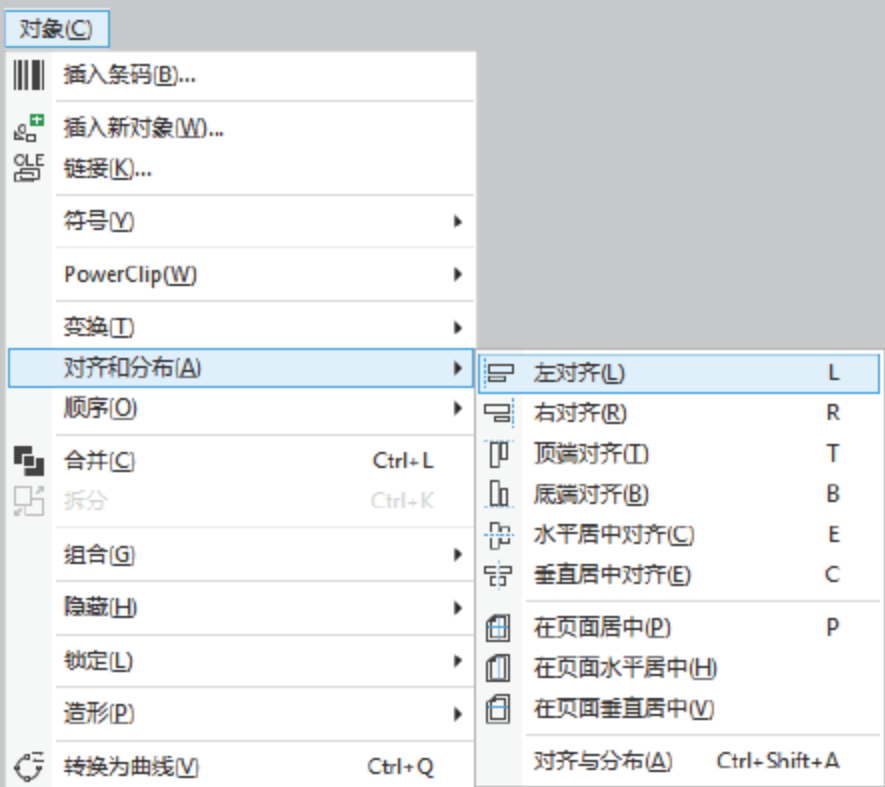 对象(C)
插入条码(B)...
插入新对象(W)...
OLE
链接(K)...
符号(Y)
PowerClip(W)
变换(T)
对齐和分布(A)
顺序(O)
合并(C) Ctrl+L
拆分 Ctrl+K
组合(G)
隐藏(H)
锁定(L)
造形(P)
转换为曲线(V) Ctrl+Q
左对齐(L) L
右对齐(R) R
顶端对齐(T) T
底端对齐(B) B
水平居中对齐(C) E
垂直居中对齐(E) C
在页面居中(P) P
在页面水平居中(H)
在页面垂直居中(V)
对齐与分布(A) Ctrl+Shift+A